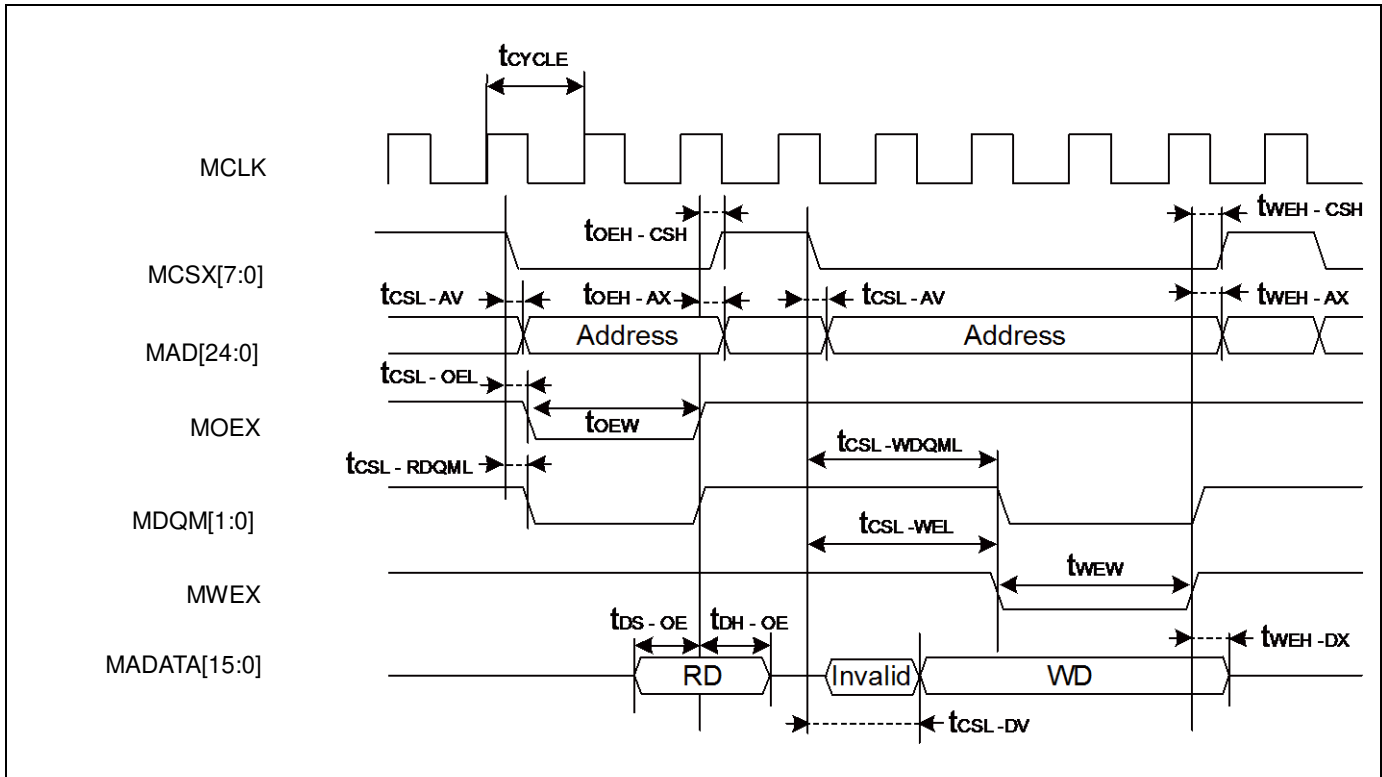 tCYCLE
MCLK
tOEH - CSH
tWEH - CSH
MCSX[7:0]
tCSL - AV
tOEH - AX
tCSL - AV
tWEH - AX
MAD[24:0]
Address
Address
tCSL - OEL
MOEX
tOEW
tCSL -WDQML
tCSL - RDQML
MDQM[1:0]
tCSL -WEL
tWEW
MWEX
tDS - OE
tDH - OE
tWEH -DX
MADATA[15:0]
RD
Invalid
WD
tCSL -DV